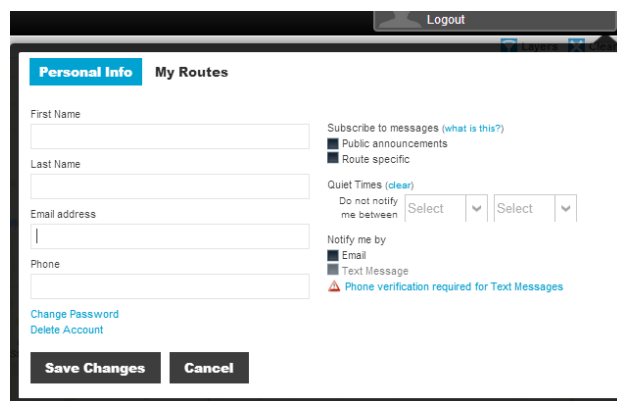 Logout
Layers Clear
Personal Info My Routes
First Name
Last Name
Email address
Phone
Change Password
Delete Account
Save Changes Cancel
Subscribe to messages (what is this?)
Public announcements
Route specific
Quiet Times (clear)
Do not notify
me between Select Select
Notify me by
Email
Text Message
Phone verification required for Text Messages